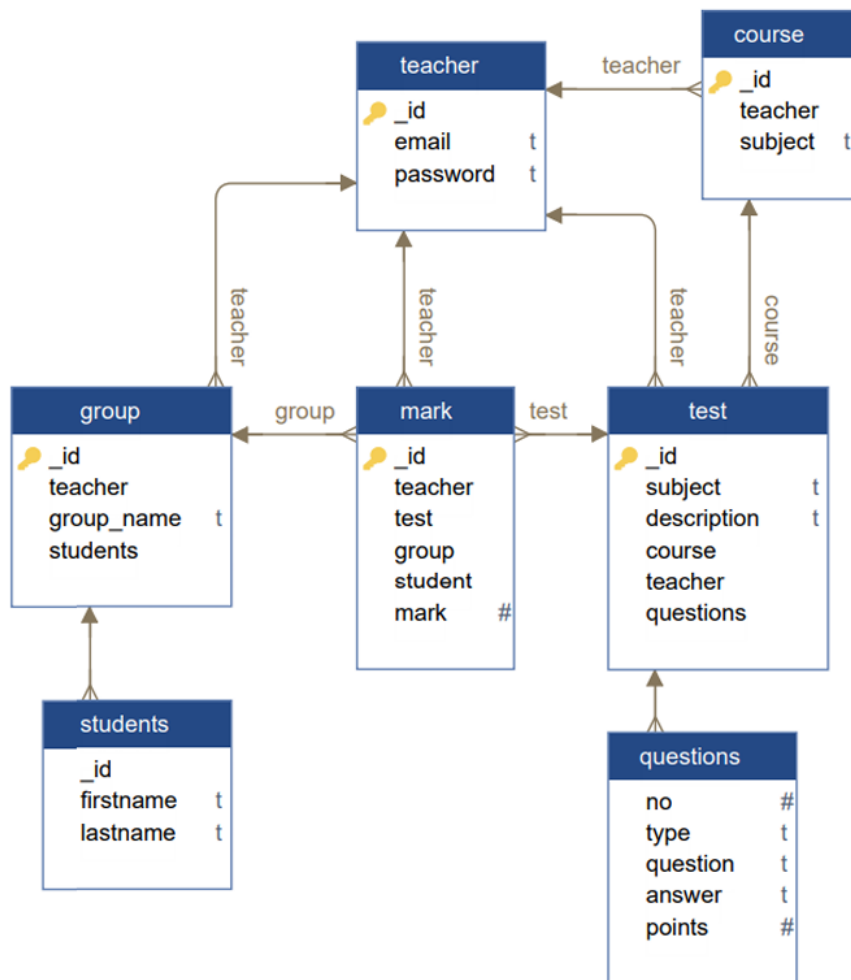 course
_id
teacher
subject t
teacher
_id
email t
password t
teacher
teacher
teacher
teacher
course
group
_id
teacher
group_name t
students
group
mark
_id
teacher
test
group
student
mark #
test
test
_id
subject t
description t
course
teacher
questions
students
_id
firstname t
lastname t
questions
no #
type t
question t
answer t
points #